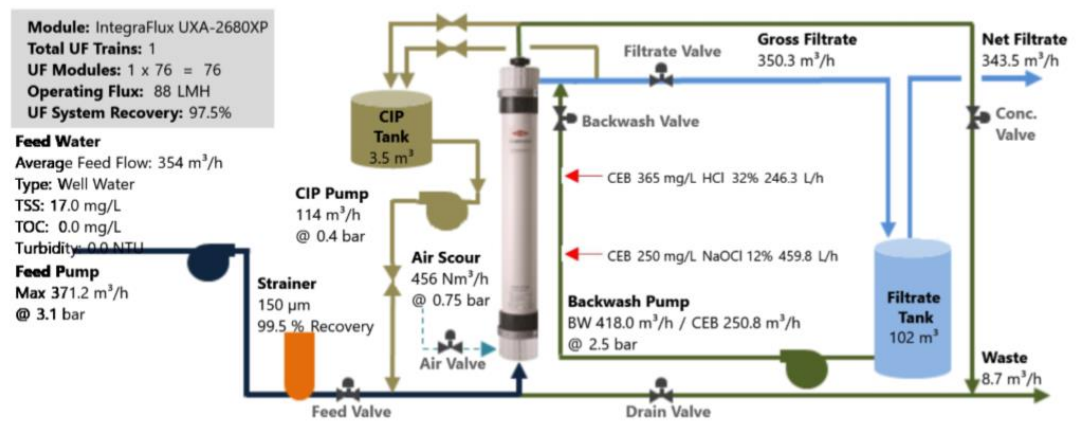 Module: IntegraFlux UXA-2680XP
Total UF Trains: 1
UF Modules: 1 x 76 = 76
Operating Flux: 88 LMH
UF System Recovery: 97.5%
Feed Water
Average Feed Flow: 354 m³/h
Type: Well Water
TSS: 17.0 mg/L
TOC: 0.0 mg/L
Turbidity: 0.0 NTU
Feed Pump
Max 371.2 m³/h
@ 3.1 bar
Strainer
150 µm
99.5 % Recovery
CIP
Tank
3.5 m³
CIP Pump
114 m³/h
@ 0.4 bar
Air Scour
456 Nm³/h
@ 0.75 bar
Air Valve
Feed Valve
Filtrate Valve
Gross Filtrate
350.3 m³/h
Net Filtrate
343.5 m³/h
Backwash Valve
Conc.
Valve
CEB 365 mg/L HCl 32% 246.3 L/h
CEB 250 mg/L NaOCl 12% 459.8 L/h
Backwash Pump
BW 418.0 m³/h / CEB 250.8 m³/h
@ 2.5 bar
Filtrate
Tank
102 m³
Waste
8.7 m³/h
Drain Valve